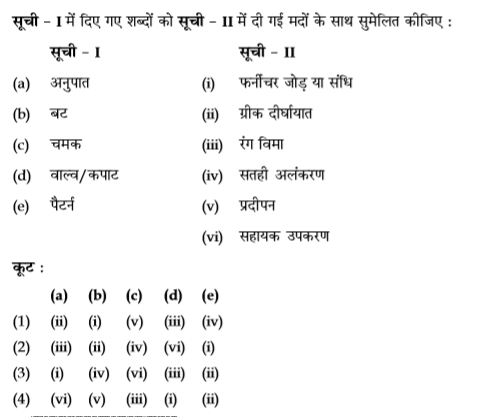 सूची - I में दिए गए शब्दों को सूची - II में दी गई मदों के साथ सुमेलित कीजिए :
सूची - I सूची - II
(a) अनुपात (i) फर्नीचर जोड़ या संधि
(b) बट (ii) ग्रीक दीर्घायात
(c) चमक (iii) रंग विमा
(d) वाल्व/कपाट (iv) सतही अलंकरण
(e) पैटर्न (v) प्रदीपन
(vi) सहायक उपकरण
कूट :
(a) (b) (c) (d) (e)
(1) (ii) (i) (v) (iii) (iv)
(2) (iii) (ii) (iv) (vi) (i)
(3) (i) (iv) (vi) (iii) (ii)
(4) (vi) (v) (iii) (i) (ii)